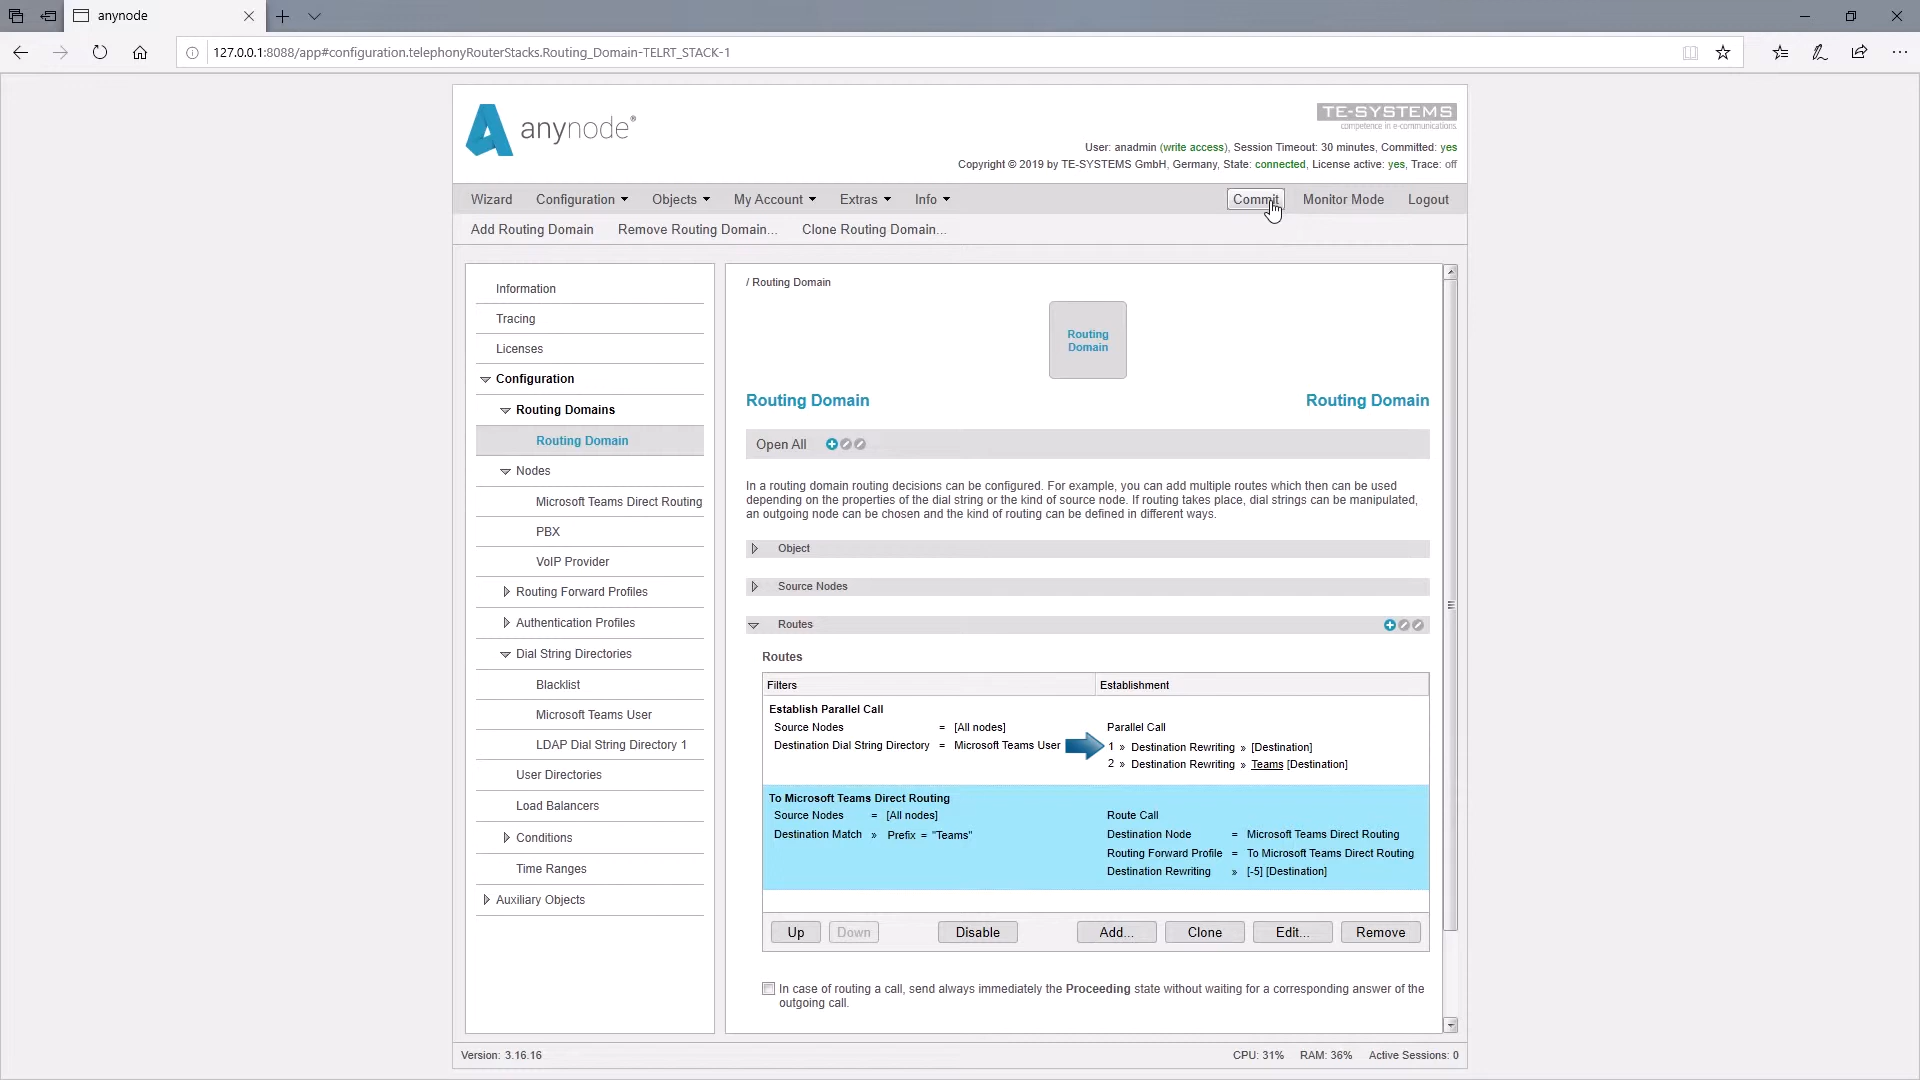 anynode
127.0.0.1:8088/app#configuration.telephonyRouterStacks.Routing_Domain-TELRT_STACK-1
anynode®
TE-SYSTEMS
competence in e-communications.
User: anadmin (write access), Session Timeout: 30 minutes, Committed: yes
Copyright © 2019 by TE-SYSTEMS GmbH, Germany, State: connected, License active: yes, Trace: off
Wizard Configuration Objects My Account Extras Info Commit Monitor Mode Logout
Add Routing Domain Remove Routing Domain... Clone Routing Domain...
Information
Tracing
Licenses
Configuration
Routing Domains
Routing Domain
Nodes
Microsoft Teams Direct Routing
PBX
VoIP Provider
Routing Forward Profiles
Authentication Profiles
Dial String Directories
Blacklist
Microsoft Teams User
LDAP Dial String Directory 1
User Directories
Load Balancers
Conditions
Time Ranges
Auxiliary Objects
/ Routing Domain
Routing
Domain
Routing Domain Routing Domain
Open All
In a routing domain routing decisions can be configured. For example, you can add multiple routes which then can be used
depending on the properties of the dial string or the kind of source node. If routing takes place, dial strings can be manipulated,
an outgoing node can be chosen and the kind of routing can be defined in different ways.
Object
Source Nodes
Routes
Routes
Filters Establishment
Establish Parallel Call
Source Nodes = [All nodes] Parallel Call
Destination Dial String Directory = Microsoft Teams User 1 » Destination Rewriting » [Destination]
2 » Destination Rewriting » Teams [Destination]
To Microsoft Teams Direct Routing
Source Nodes = [All nodes] Route Call
Destination Match » Prefix = "Teams" Destination Node = Microsoft Teams Direct Routing
Routing Forward Profile = To Microsoft Teams Direct Routing
Destination Rewriting » [-5] [Destination]
Up Down Disable Add... Clone Edit... Remove
In case of routing a call, send always immediately the Proceeding state without waiting for a corresponding answer of the
outgoing call.
Version: 3.16.16 CPU: 31% RAM: 36% Active Sessions: 0